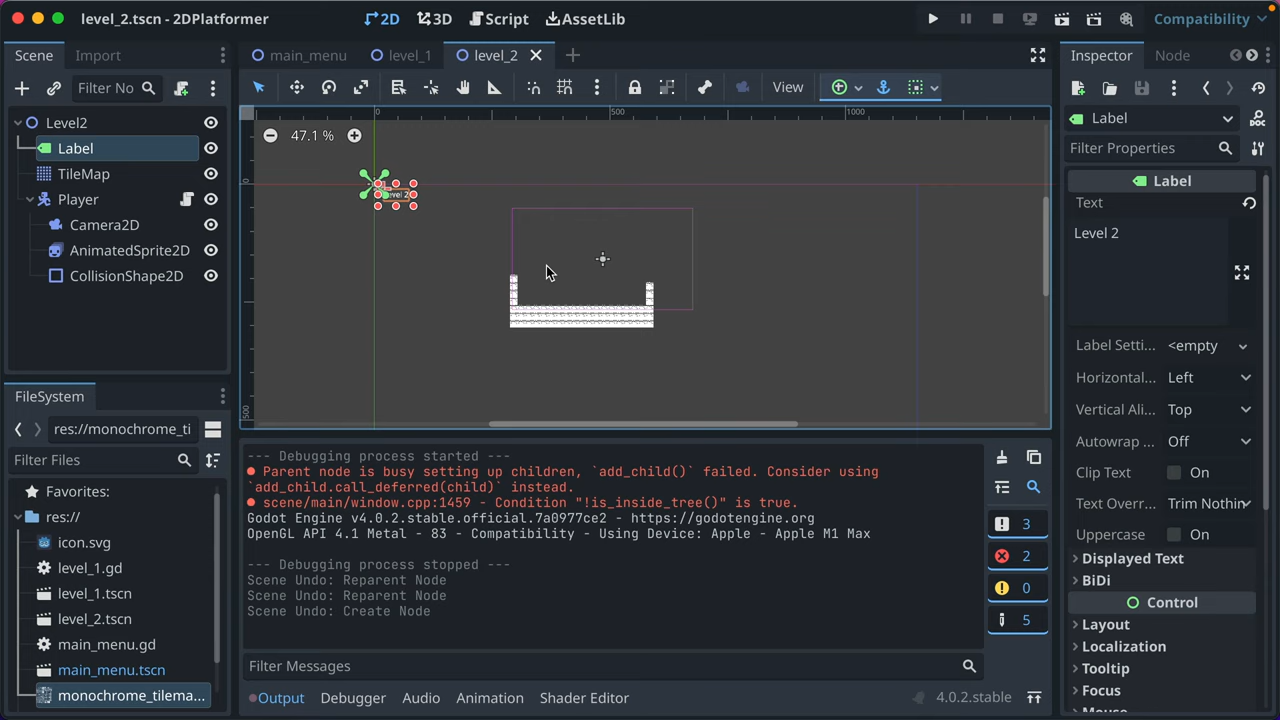 level_2.tscn - 2DPlatformer
2D
3D
Script
AssetLib
Compatibility
Scene
Import
Filter No
Level2
Label
TileMap
Player
Camera2D
AnimatedSprite2D
CollisionShape2D
FileSystem
res://monochrome_ti
Filter Files
Favorites:
res://
icon.svg
level_1.gd
level_1.tscn
level_2.tscn
main_menu.gd
main_menu.tscn
monochrome_tilema...
main_menu
level_1
level_2
View
0
500
1000
0
500
47.1 %
Level 2
--- Debugging process started ---
Parent node is busy setting up children, `add_child()` failed. Consider using
`add_child.call_deferred(child)` instead.
scene/main/window.cpp:1459 - Condition "!is_inside_tree()" is true.
Godot Engine v4.0.2.stable.official.7a0977ce2 - https://godotengine.org
OpenGL API 4.1 Metal - 83 - Compatibility - Using Device: Apple - Apple M1 Max
--- Debugging process stopped ---
Scene Undo: Reparent Node
Scene Undo: Reparent Node
Scene Undo: Create Node
3
2
0
5
Filter Messages
Output
Debugger
Audio
Animation
Shader Editor
4.0.2.stable
Inspector
Node
Label
Filter Properties
Label
Text
Level 2
Label Setti... <empty
Horizontal... Left
Vertical Ali... Top
Autowrap ... Off
Clip Text On
Text Overr... Trim Nothin
Uppercase On
Displayed Text
BiDi
Control
Layout
Localization
Tooltip
Focus
Mouse